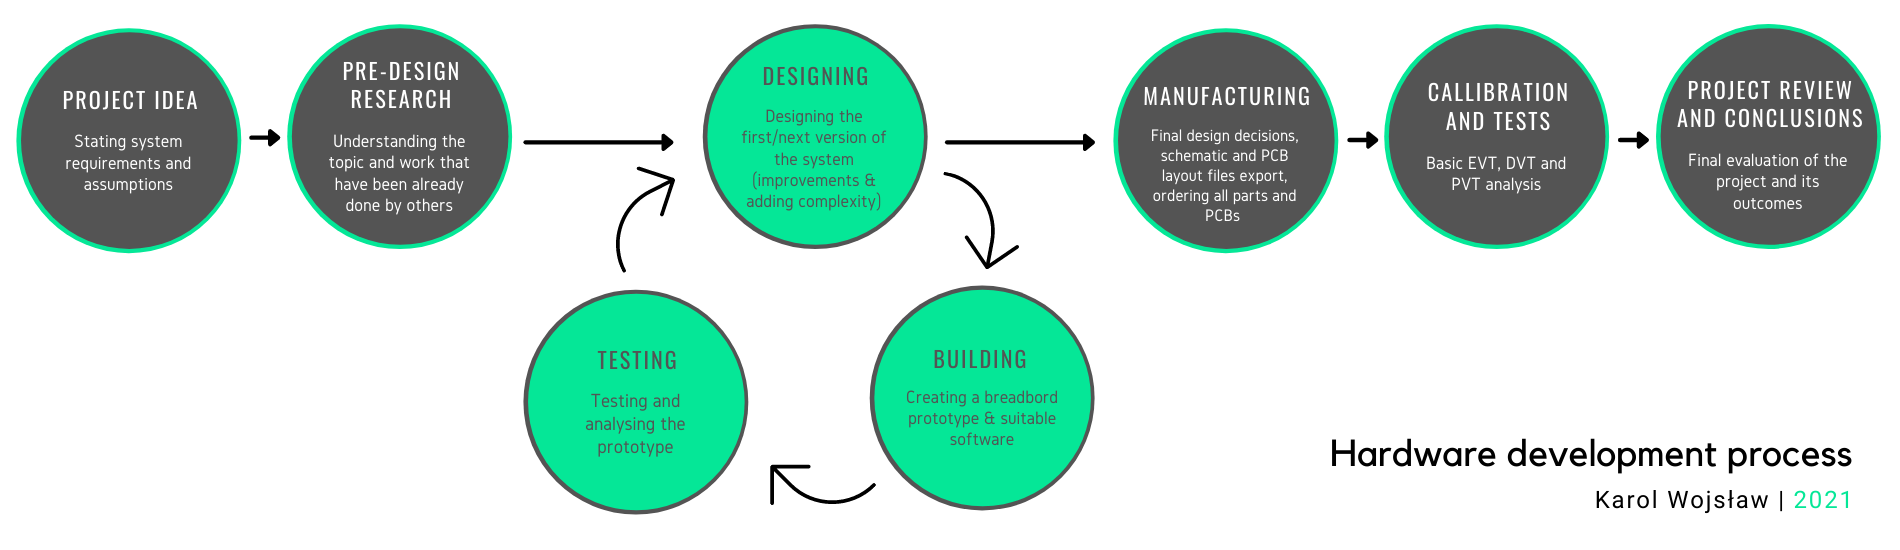 PROJECT IDEA
Stating system
requirements and
assumptions
PRE-DESIGN
RESEARCH
Understanding the
topic and work that
have been already
done by others
DESIGNING
Designing the
first/next version of
the system
(improvements &
adding complexity)
MANUFACTURING
Final design decisions,
schematic and PCB
layout files export,
ordering all parts and
PCBs
CALLIBRATION
AND TESTS
Basic EVT, DVT and
PVT analysis
PROJECT REVIEW
AND CONCLUSIONS
Final evaluation of the
project and its
outcomes
TESTING
Testing and
analysing the
prototype
BUILDING
Creating a breadbord
prototype & suitable
software
Hardware development process
Karol Wojsław | 2021